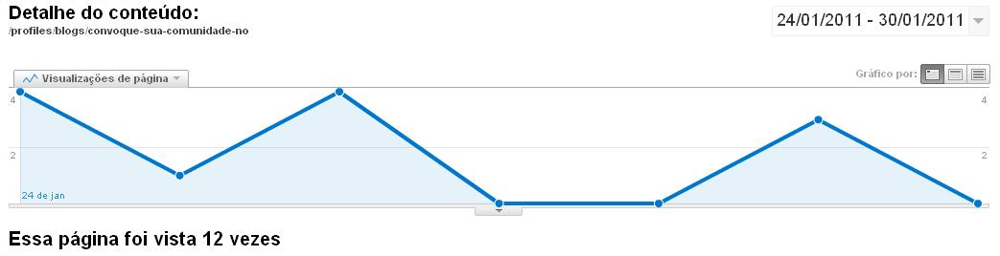 Detalhe do conteúdo:
/profiles/blogs/convoque-sua-comunidade-no
24/01/2011 - 30/01/2011
Visualizações de página
Gráfico por:
4 4
2 2
24 de jan
Essa página foi vista 12 vezes